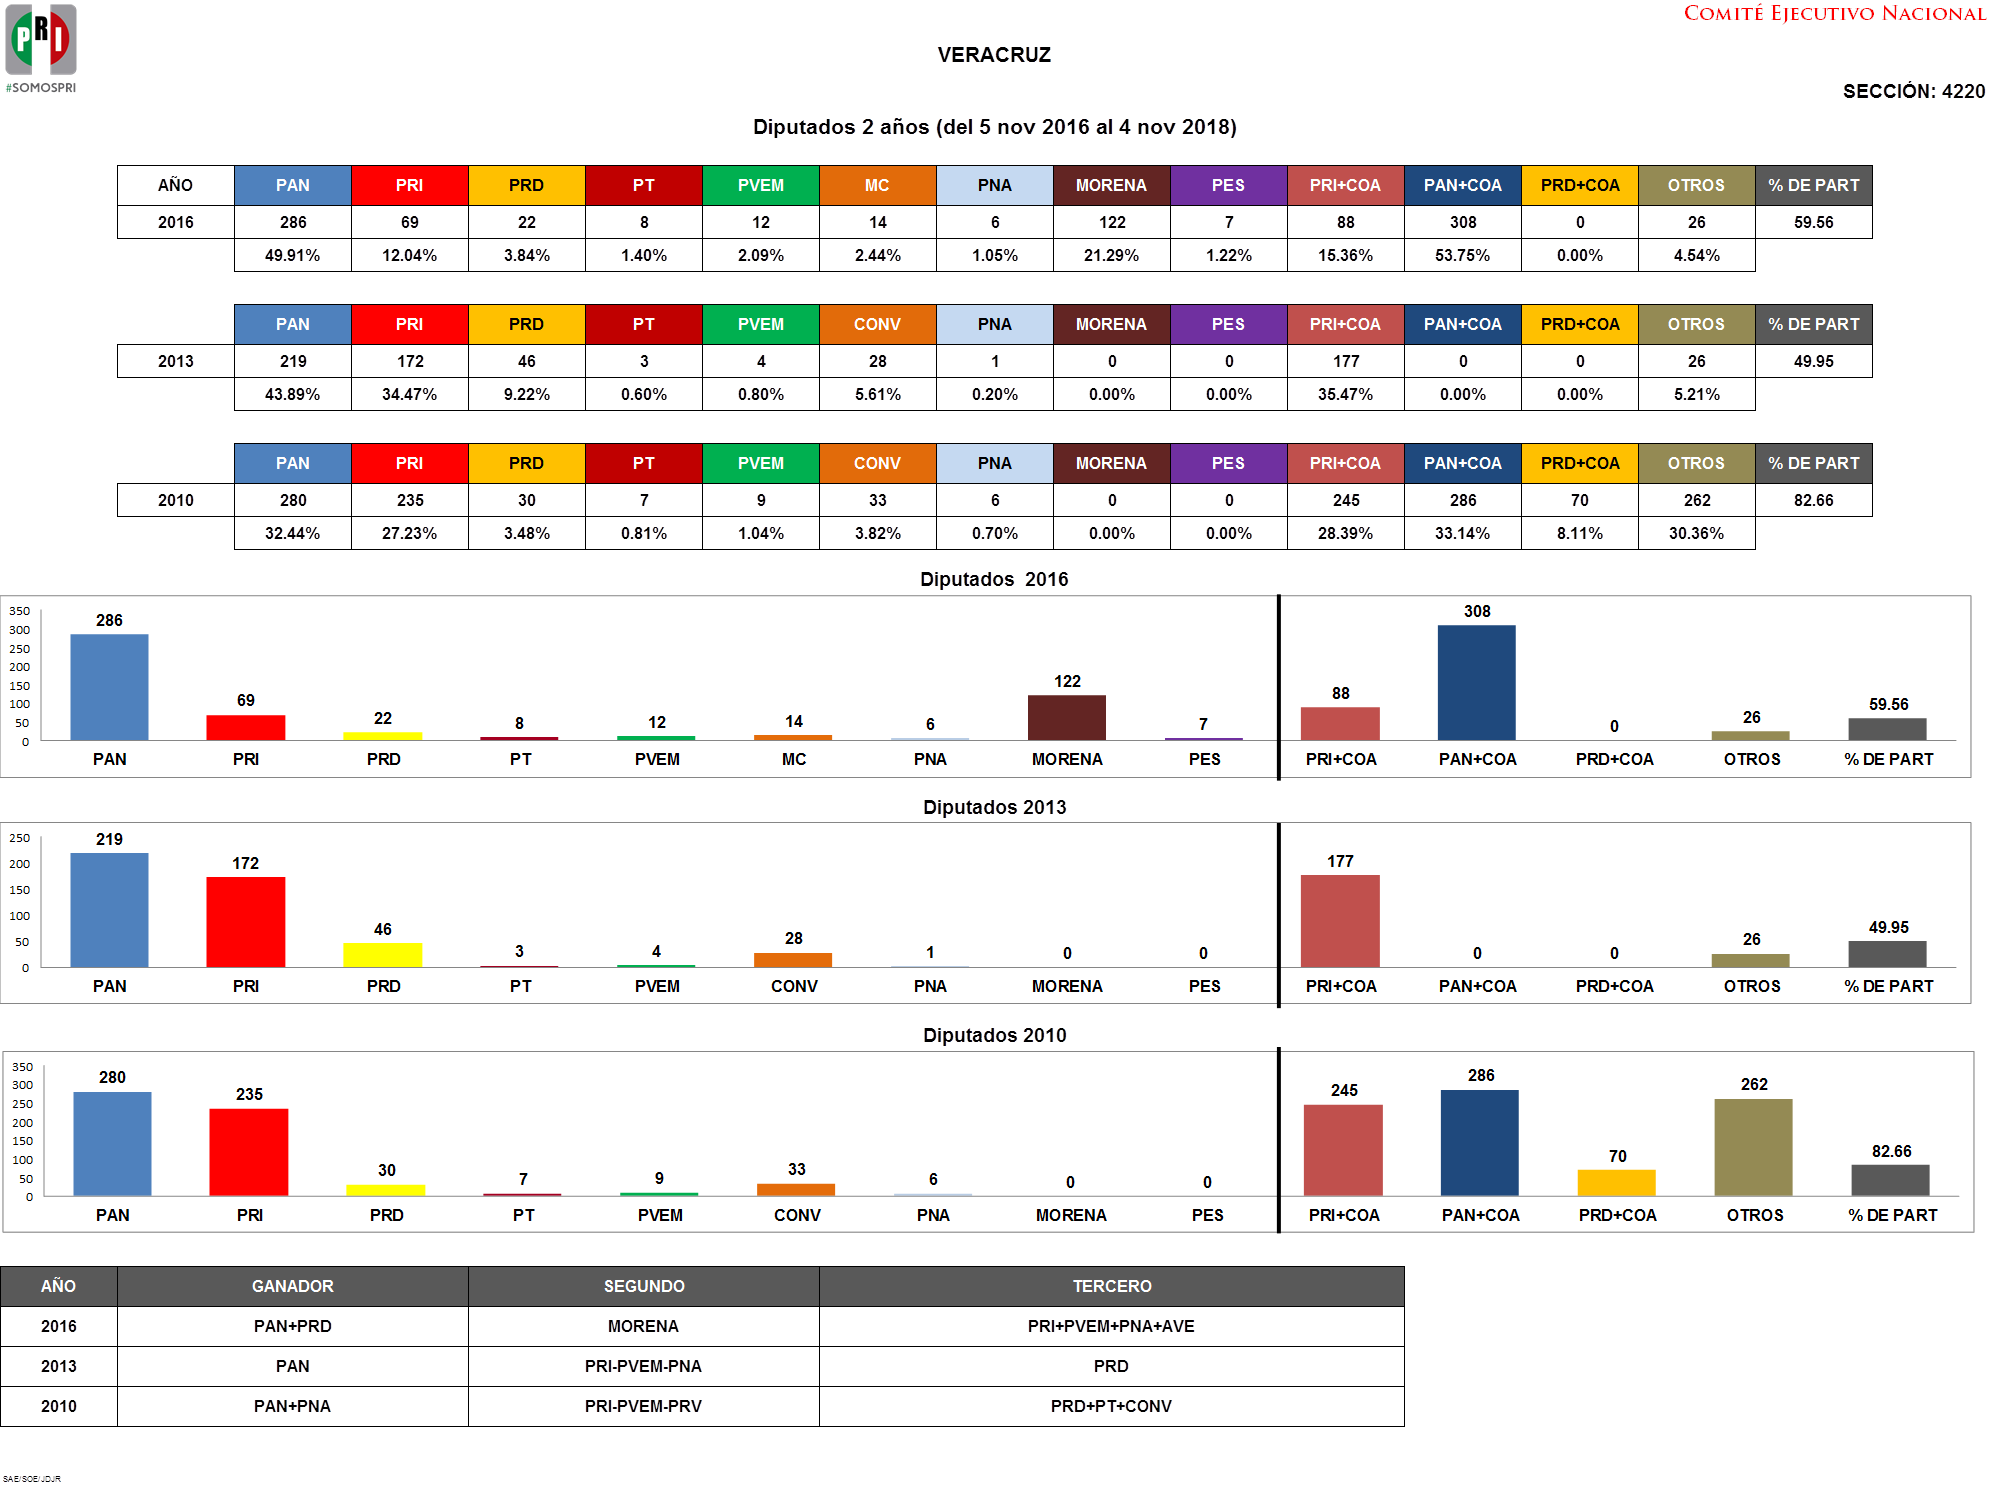 PRI
#SOMOSPRI
COMITÉ EJECUTIVO NACIONAL
VERACRUZ
SECCIÓN: 4220
Diputados 2 años (del 5 nov 2016 al 4 nov 2018)
AÑO PAN PRI PRD PT PVEM MC PNA MORENA PES PRI+COA PAN+COA PRD+COA OTROS % DE PART
2016 286 69 22 8 12 14 6 122 7 88 308 0 26 59.56
49.91% 12.04% 3.84% 1.40% 2.09% 2.44% 1.05% 21.29% 1.22% 15.36% 53.75% 0.00% 4.54%
PAN PRI PRD PT PVEM CONV PNA MORENA PES PRI+COA PAN+COA PRD+COA OTROS % DE PART
2013 219 172 46 3 4 28 1 0 0 177 0 0 26 49.95
43.89% 34.47% 9.22% 0.60% 0.80% 5.61% 0.20% 0.00% 0.00% 35.47% 0.00% 0.00% 5.21%
PAN PRI PRD PT PVEM CONV PNA MORENA PES PRI+COA PAN+COA PRD+COA OTROS % DE PART
2010 280 235 30 7 9 33 6 0 0 245 286 70 262 82.66
32.44% 27.23% 3.48% 0.81% 1.04% 3.82% 0.70% 0.00% 0.00% 28.39% 33.14% 8.11% 30.36%
Diputados 2016
350
300
250
200
150
100
50
0
286 69 22 8 12 14 6 122 7 88 308 0 26 59.56
PAN PRI PRD PT PVEM MC PNA MORENA PES PRI+COA PAN+COA PRD+COA OTROS % DE PART
Diputados 2013
250
200
150
100
50
0
219 172 46 3 4 28 1 0 0 177 0 0 26 49.95
PAN PRI PRD PT PVEM CONV PNA MORENA PES PRI+COA PAN+COA PRD+COA OTROS % DE PART
Diputados 2010
350
300
250
200
150
100
50
0
280 235 30 7 9 33 6 0 0 245 286 70 262 82.66
PAN PRI PRD PT PVEM CONV PNA MORENA PES PRI+COA PAN+COA PRD+COA OTROS % DE PART
AÑO GANADOR SEGUNDO TERCERO
2016 PAN+PRD MORENA PRI+PVEM+PNA+AVE
2013 PAN PRI-PVEM-PNA PRD
2010 PAN+PNA PRI-PVEM-PRV PRD+PT+CONV
SAE/SOE/JDJR